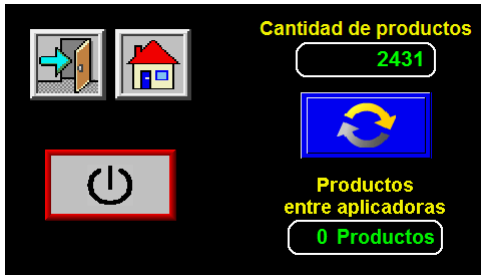 Cantidad de productos
2431
Productos
entre aplicadoras
0 Productos